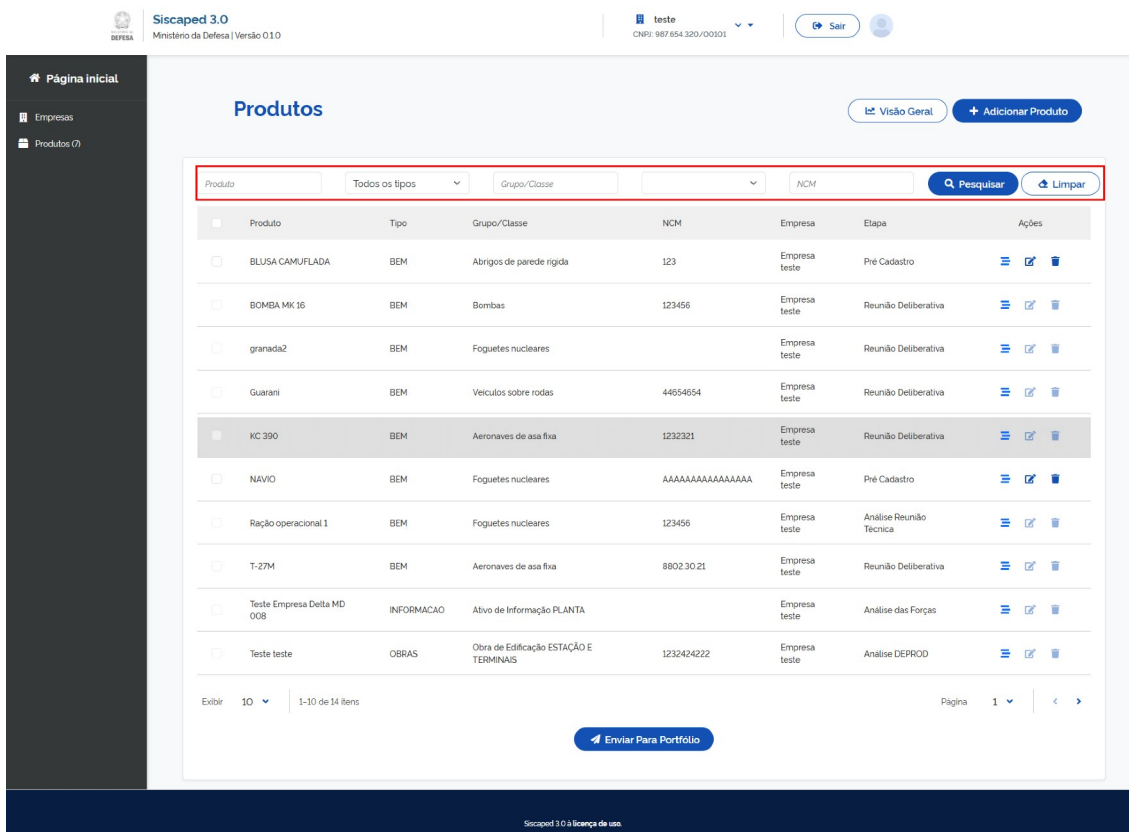 Siscaped 3.0
Ministério da Defesa | Versão 0.1.0
DEFESA
teste
CNPJ: 987.654.320/00101
Sair
Página inicial
Empresas
Produtos (7)
Produtos
Visão Geral
+ Adicionar Produto
Produto
Todos os tipos
Grupo/Classe
NCM
Pesquisar
Limpar
Produto Tipo Grupo/Classe NCM Empresa Etapa Ações
BLUSA CAMUFLADA BEM Abrigos de parede rígida 123 Empresa teste Pré Cadastro
BOMBA MK 16 BEM Bombas 123456 Empresa teste Reunião Deliberativa
granada2 BEM Foguetes nucleares Empresa teste Reunião Deliberativa
Guarani BEM Veículos sobre rodas 44654654 Empresa teste Reunião Deliberativa
KC 390 BEM Aeronaves de asa fixa 1232321 Empresa teste Reunião Deliberativa
NAVIO BEM Foguetes nucleares AAAAAAAAAAAAAAAA Empresa teste Pré Cadastro
Ração operacional 1 BEM Foguetes nucleares 123456 Empresa teste Análise Reunião Técnica
T-27M BEM Aeronaves de asa fixa 8802.30.21 Empresa teste Reunião Deliberativa
Teste Empresa Delta MD 008 INFORMACAO Ativo de Informação PLANTA Empresa teste Análise das Forças
Teste teste OBRAS Obra de Edificação ESTAÇÃO E TERMINAIS 1232424222 Empresa teste Análise DEPROD
Exibir 10 1-10 de 14 itens Página 1
Enviar Para Portfólio
Siscaped 3.0 à licença de uso.